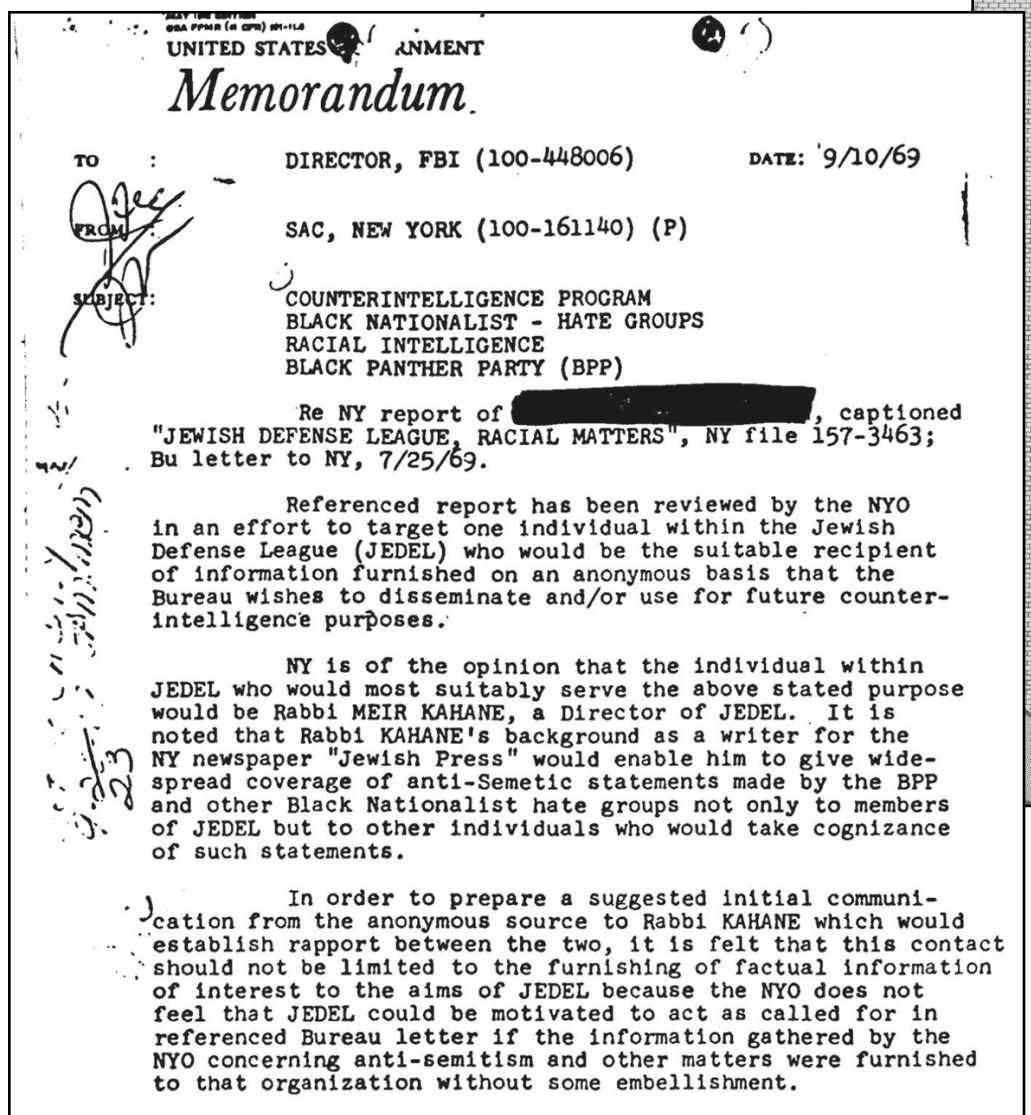 MAY 1962 EDITION
GSA FPMR (41 CFR) 101-11.6
UNITED STATES RNMENT
Memorandum
TO : DIRECTOR, FBI (100-448006) DATE: 9/10/69
FROM : SAC, NEW YORK (100-161140) (P)
SUBJECT: COUNTERINTELLIGENCE PROGRAM
BLACK NATIONALIST - HATE GROUPS
RACIAL INTELLIGENCE
BLACK PANTHER PARTY (BPP)
Re NY report of , captioned
"JEWISH DEFENSE LEAGUE, RACIAL MATTERS", NY file 157-3463;
Bu letter to NY, 7/25/69.
Referenced report has been reviewed by the NYO
in an effort to target one individual within the Jewish
Defense League (JEDEL) who would be the suitable recipient
of information furnished on an anonymous basis that the
Bureau wishes to disseminate and/or use for future counter-
intelligence purposes.
NY is of the opinion that the individual within
JEDEL who would most suitably serve the above stated purpose
would be Rabbi MEIR KAHANE, a Director of JEDEL. It is
noted that Rabbi KAHANE's background as a writer for the
NY newspaper "Jewish Press" would enable him to give wide-
spread coverage of anti-Semetic statements made by the BPP
and other Black Nationalist hate groups not only to members
of JEDEL but to other individuals who would take cognizance
of such statements.
In order to prepare a suggested initial communi-
cation from the anonymous source to Rabbi KAHANE which would
establish rapport between the two, it is felt that this contact
should not be limited to the furnishing of factual information
of interest to the aims of JEDEL because the NYO does not
feel that JEDEL could be motivated to act as called for in
referenced Bureau letter if the information gathered by the
NYO concerning anti-semitism and other matters were furnished
to that organization without some embellishment.
23